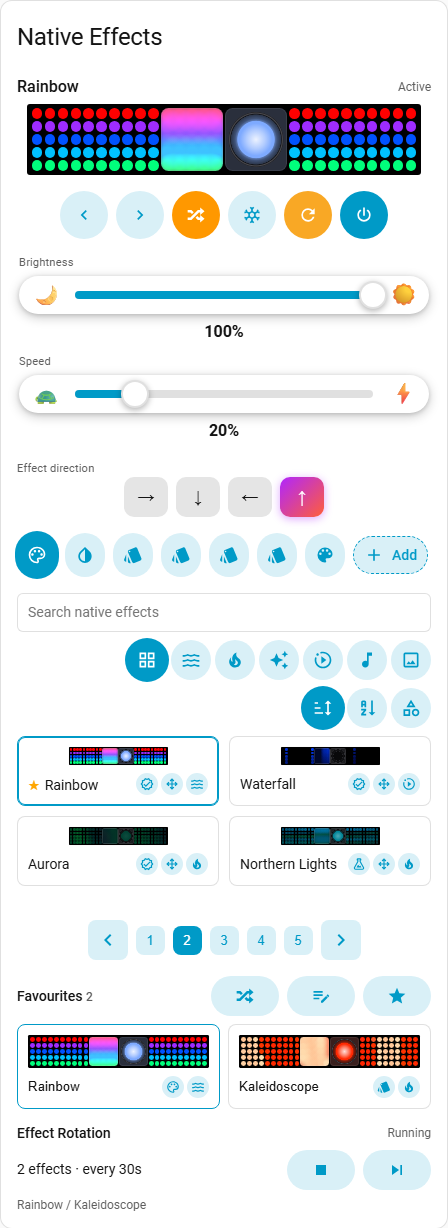 Native Effects
Rainbow Active
Brightness
100%
Speed
20%
Effect direction
Add
Search native effects
Rainbow Waterfall
Aurora Northern Lights
1 2 3 4 5
Favourites 2
Rainbow Kaleidoscope
Effect Rotation Running
2 effects · every 30s
Rainbow / Kaleidoscope